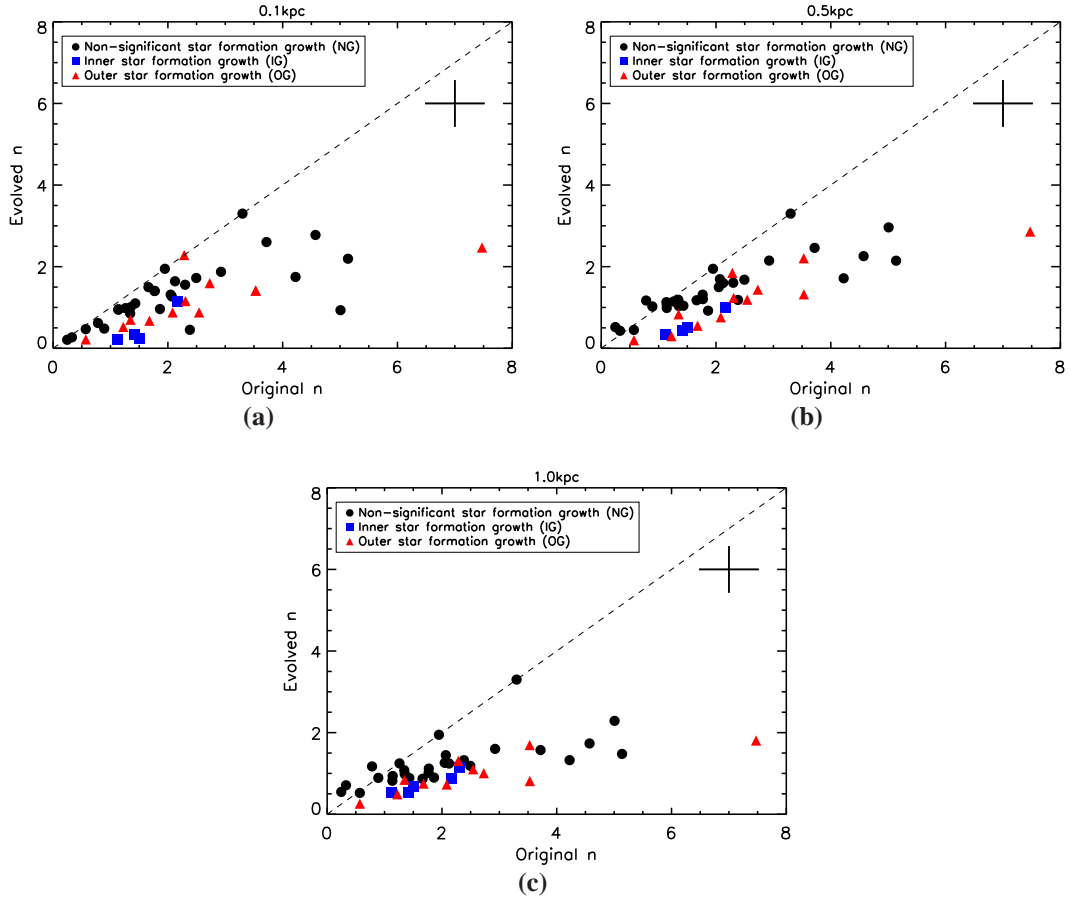 0.1kpc
8
6
4
2
0
Evolved n
Non-significant star formation growth (NG)
Inner star formation growth (IG)
Outer star formation growth (OG)
0 2 4 6 8
Original n
(a)
0.5kpc
8
6
4
2
0
Evolved n
Non-significant star formation growth (NG)
Inner star formation growth (IG)
Outer star formation growth (OG)
0 2 4 6 8
Original n
(b)
1.0kpc
8
6
4
2
0
Evolved n
Non-significant star formation growth (NG)
Inner star formation growth (IG)
Outer star formation growth (OG)
0 2 4 6 8
Original n
(c)